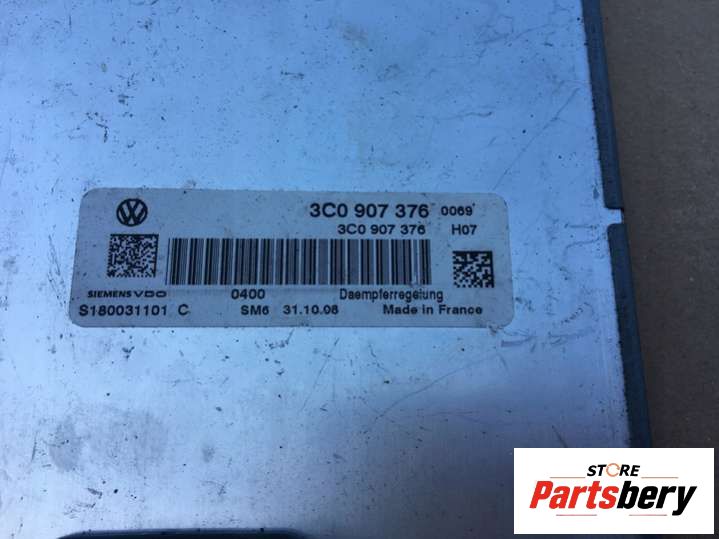 3C0 907 376 0069
3C0 907 376 H07
SIEMENS VDO 0400 Daempferregelung
S180031101 C SM6 31.10.08 Made in France
STORE
Partsbery